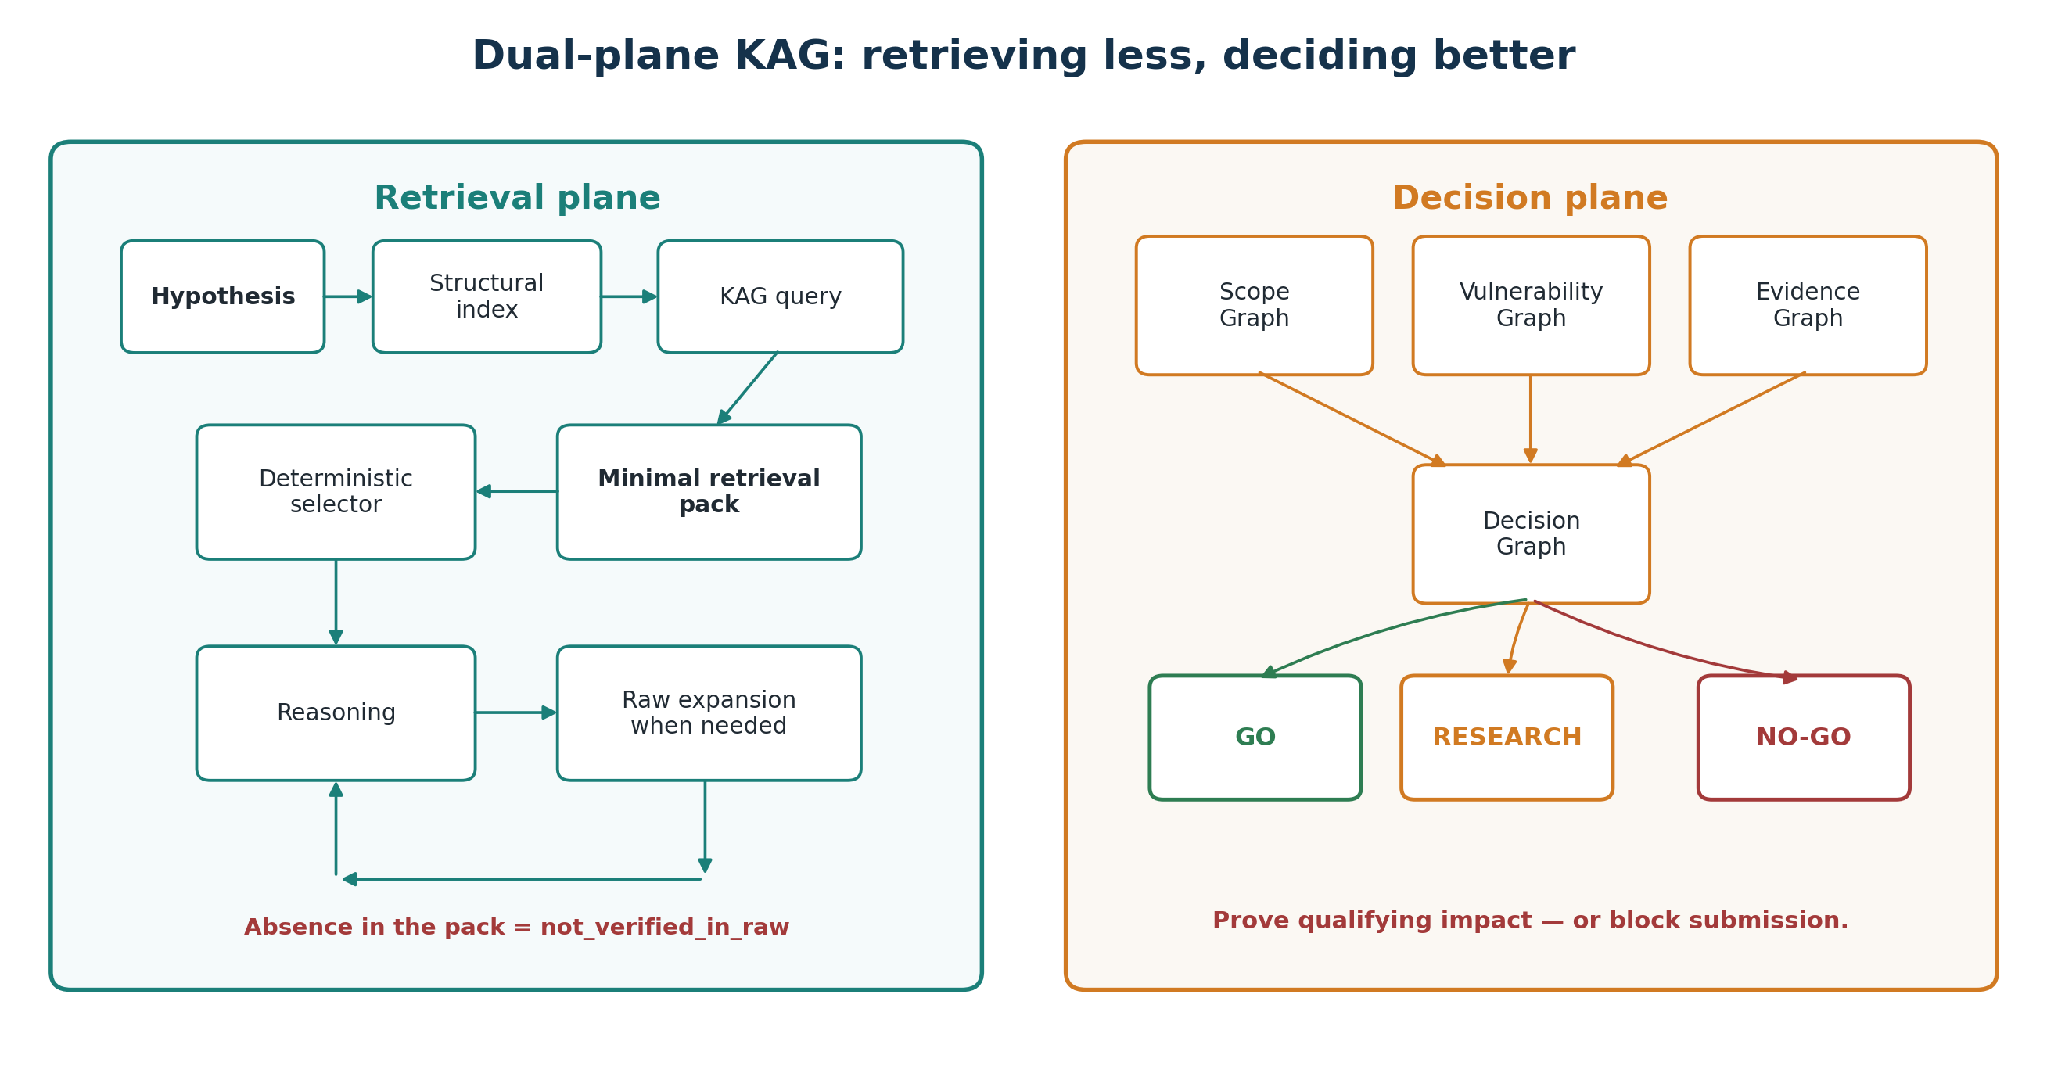 Dual-plane KAG: retrieving less, deciding better
Retrieval plane
Hypothesis
Structural
index
KAG query
Deterministic
selector
Minimal retrieval
pack
Reasoning
Raw expansion
when needed
Absence in the pack = not_verified_in_raw
Decision plane
Scope
Graph
Vulnerability
Graph
Evidence
Graph
Decision
Graph
GO
RESEARCH
NO-GO
Prove qualifying impact — or block submission.